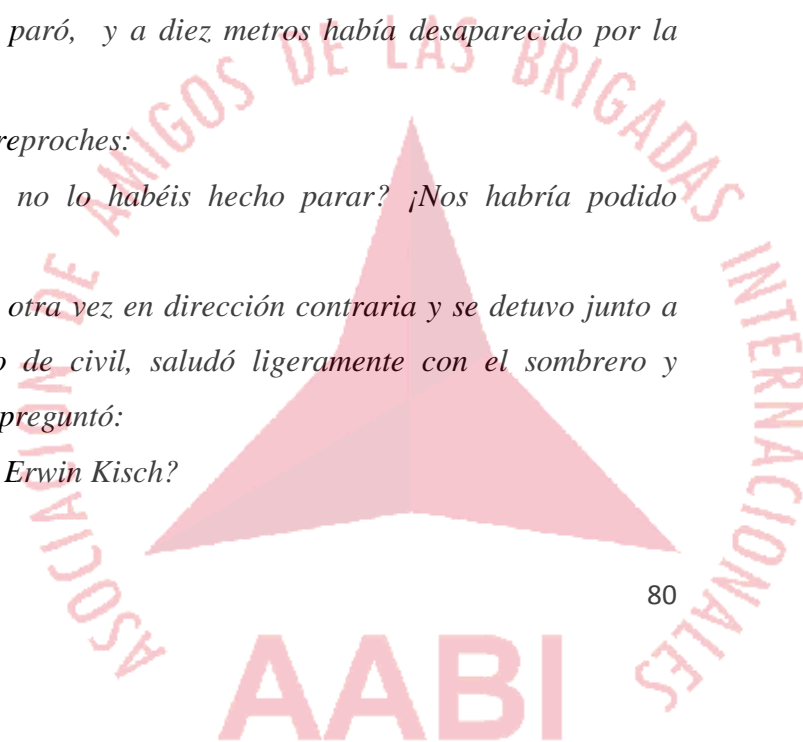 paró, y a diez metros había desaparecido por la
reproches:
no lo habéis hecho parar? ¡Nos habría podido
otra vez en dirección contraria y se detuvo junto a
o de civil, saludó ligeramente con el sombrero y
preguntó:
Erwin Kisch?
80
ASOCIACION DE AMIGOS DE LAS BRIGADAS INTERNACIONALES
AABI